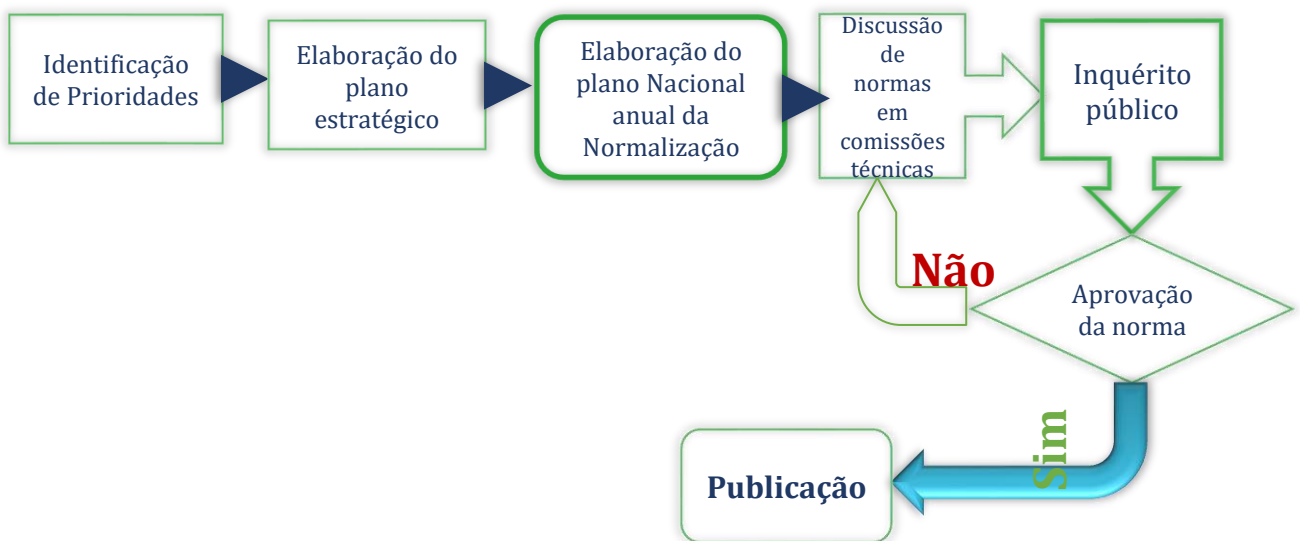 Identificação
de Prioridades
Elaboração do
plano
estratégico
Elaboração do
plano Nacional
anual da
Normalização
Discussão
de
normas
em
comissões
técnicas
Inquérito
público
Não
Aprovação
da norma
Sim
Publicação